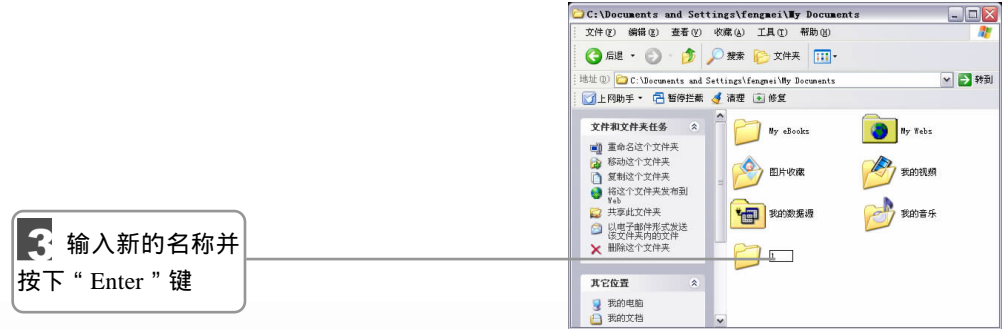 C:\Documents and Settings\fengmei\My Documents
文件(F) 编辑(E) 查看(V) 收藏(A) 工具(T) 帮助(H)
后退 搜索 文件夹
地址(D) C:\Documents and Settings\fengmei\My Documents 转到
上网助手 暂停拦截 清理 修复
文件和文件夹任务
重命名这个文件夹
移动这个文件夹
复制这个文件夹
将这个文件夹发布到
Web
共享此文件夹
以电子邮件形式发送
该文件夹内的文件
删除这个文件夹
其它位置
我的电脑
我的文档
My eBooks
My Webs
图片收藏
我的视频
我的数据源
我的音乐
1
3 输入新的名称并
按下“Enter”键